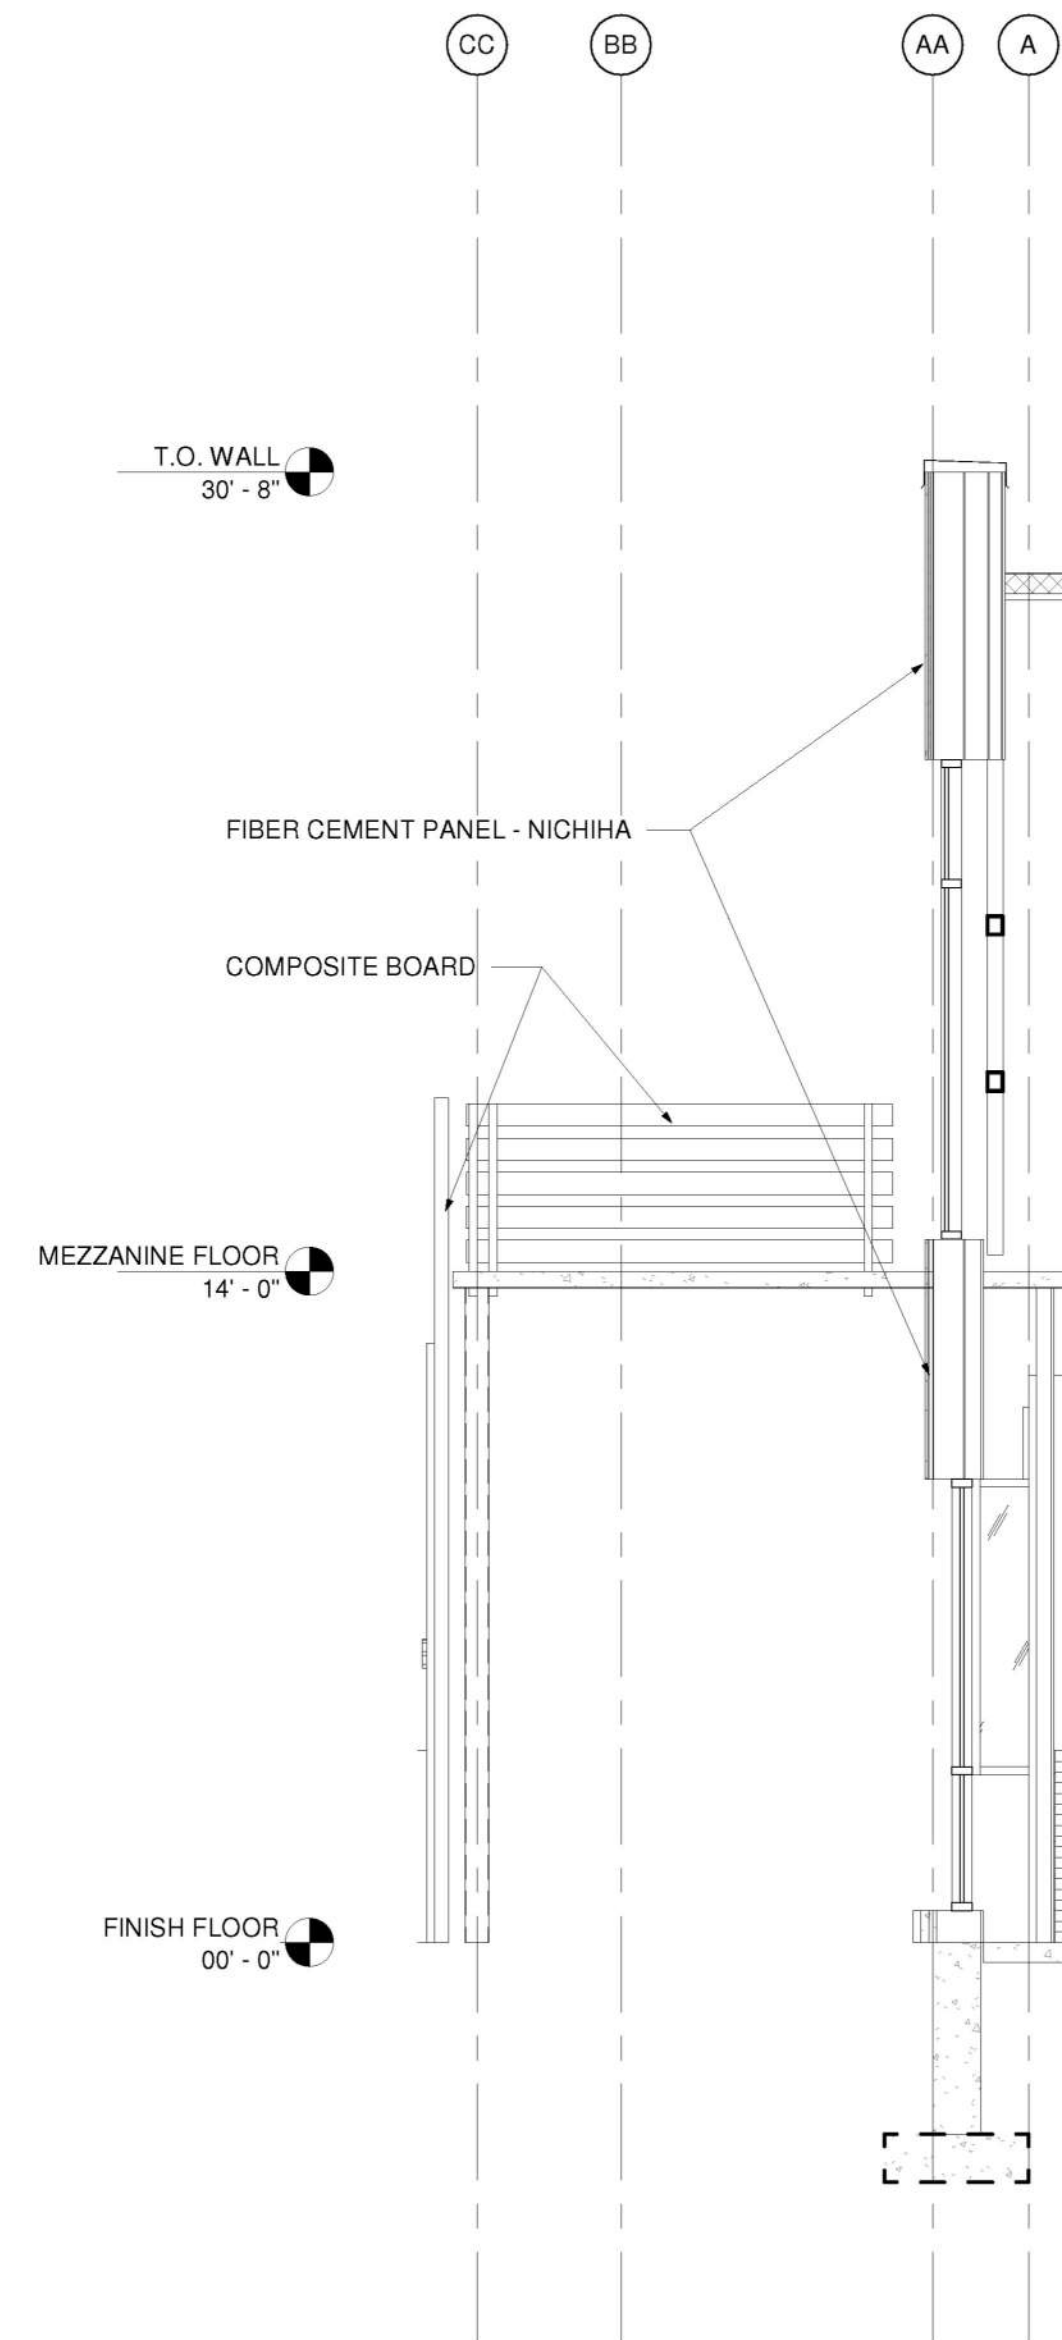 CC
BB
AA
A
T.O. WALL
30' - 8"
FIBER CEMENT PANEL - NICHIHA
COMPOSITE BOARD
MEZZANINE FLOOR
14' - 0"
FINISH FLOOR
00' - 0"